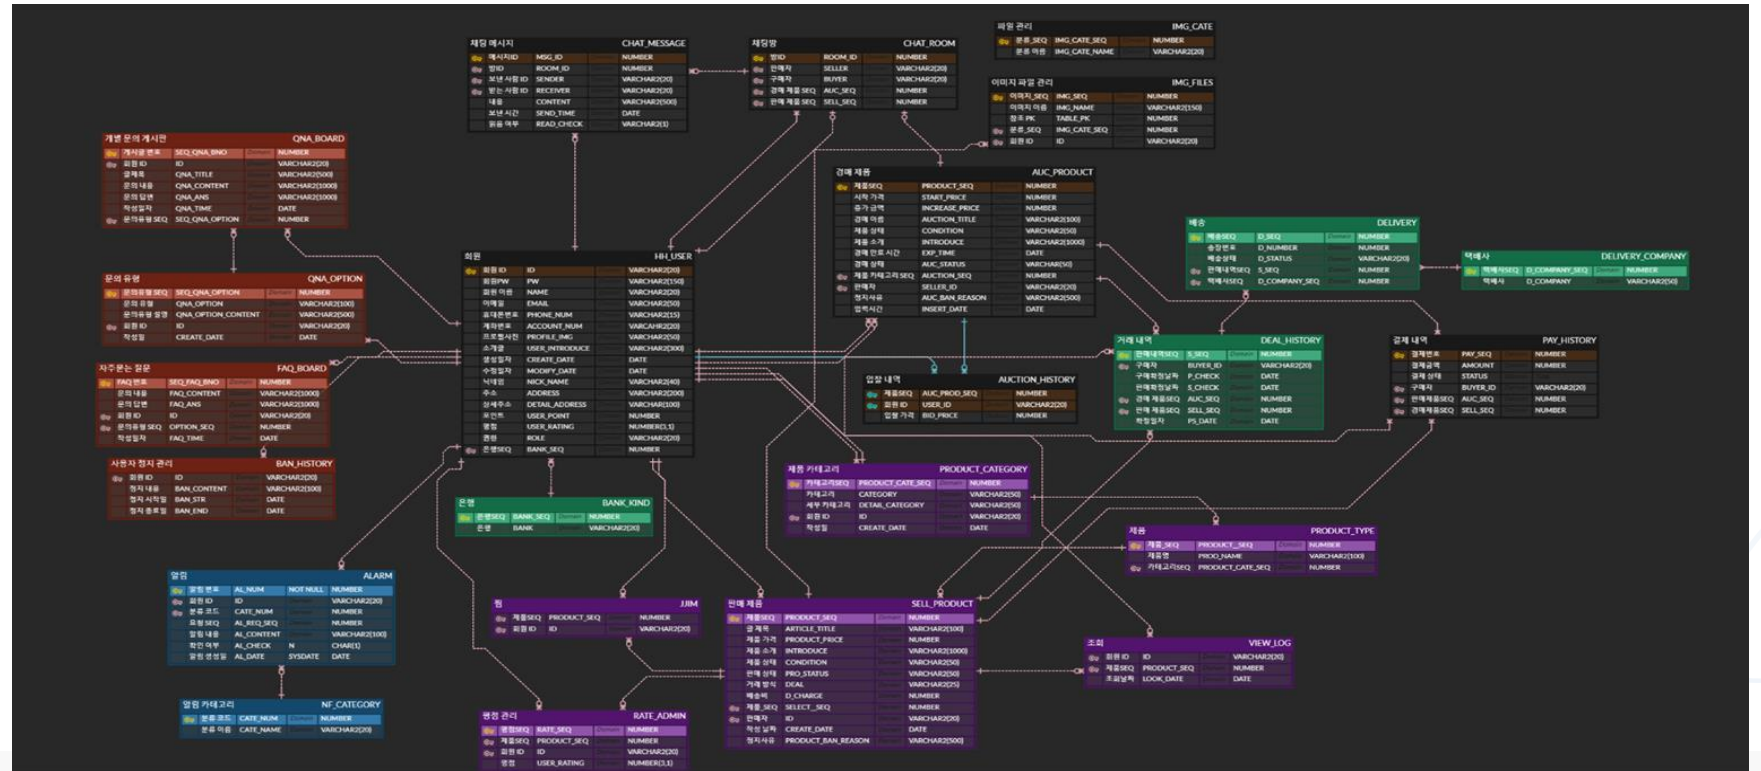 파일 관리 IMG_CATE
분류_SEQ IMG_CATE_SEQ NUMBER
분류 이름 IMG_CATE_NAME VARCHAR2(20)
채팅 메시지 CHAT_MESSAGE
메시지ID MSG_ID NUMBER
방ID ROOM_ID NUMBER
보낸 사람 ID SENDER VARCHAR2(20)
받는 사람 ID RECEIVER VARCHAR2(20)
내용 CONTENT VARCHAR2(500)
보낸 시간 SEND_TIME DATE
읽음 여부 READ_CHECK VARCHAR2(1)
채팅방 CHAT_ROOM
방ID ROOM_ID NUMBER
판매자 SELLER VARCHAR2(20)
구매자 BUYER VARCHAR2(20)
경매 제품 SEQ AUC_SEQ NUMBER
판매 제품 SEQ SELL_SEQ NUMBER
이미지 파일 관리 IMG_FILES
이미지_SEQ IMG_SEQ NUMBER
이미지 이름 IMG_NAME VARCHAR2(150)
참조 PK TABLE_PK NUMBER
분류_SEQ IMG_CATE_SEQ NUMBER
회원 ID ID VARCHAR2(20)
개별 문의 게시판 QNA_BOARD
게시글 번호 SEQ_QNA_BNO NUMBER
회원 ID ID VARCHAR2(20)
글제목 QNA_TITLE VARCHAR2(500)
문의 내용 QNA_CONTENT VARCHAR2(1000)
문의 답변 QNA_ANS VARCHAR2(1000)
작성일자 QNA_TIME DATE
문의유형 SEQ SEQ_QNA_OPTION NUMBER
경매 제품 AUC_PRODUCT
제품SEQ PRODUCT_SEQ NUMBER
시작 가격 START_PRICE NUMBER
증가 금액 INCREASE_PRICE NUMBER
경매 이름 AUCTION_TITLE VARCHAR2(100)
제품 상태 CONDITION VARCHAR2(50)
제품 소개 INTRODUCE VARCHAR2(1000)
경매 만료 시간 EXP_TIME DATE
경매 상태 AUC_STATUS VARCHAR(50)
제품 카테고리 SEQ AUCTION_SEQ NUMBER
판매자 SELLER_ID VARCHAR2(20)
정지사유 AUC_BAN_REASON VARCHAR2(500)
입력시간 INSERT_DATE DATE
배송 DELIVERY
배송SEQ D_SEQ NUMBER
송장번호 D_NUMBER NUMBER
배송상태 D_STATUS VARCHAR2(20)
판매내역SEQ S_SEQ NUMBER
택배사SEQ D_COMPANY_SEQ NUMBER
택배사 DELIVERY_COMPANY
택배사SEQ D_COMPANY_SEQ NUMBER
택배사 D_COMPANY VARCHAR2(50)
회원 HH_USER
회원 ID ID VARCHAR2(20)
회원PW PW VARCHAR2(150)
회원 이름 NAME VARCHAR2(20)
이메일 EMAIL VARCHAR2(50)
휴대폰번호 PHONE_NUM VARCHAR2(15)
계좌번호 ACCOUNT_NUM VARCAHR2(20)
프로필사진 PROFILE_IMG VARCHAR2(50)
소개글 USER_INTRODUCE VARCHAR2(300)
생성일자 CREATE_DATE DATE
수정일자 MODIFY_DATE DATE
닉네임 NICK_NAME VARCHAR2(40)
주소 ADDRESS VARCHAR2(200)
상세주소 DETAIL_ADDRESS VARCHAR(100)
포인트 USER_POINT NUMBER
평점 USER_RATING NUMBER(3,1)
권한 ROLE VARCHAR2(20)
은행SEQ BANK_SEQ NUMBER
문의 유형 QNA_OPTION
문의유형 SEQ SEQ_QNA_OPTION NUMBER
문의 유형 QNA_OPTION VARCHAR2(100)
문의유형 설명 QNA_OPTION_CONTENT VARCHAR2(500)
회원 ID ID VARCHAR2(20)
작성일 CREATE_DATE DATE
자주묻는 질문 FAQ_BOARD
FAQ 번호 SEQ_FAQ_BNO NUMBER
문의 내용 FAQ_CONTENT VARCHAR2(1000)
문의 답변 FAQ_ANS VARCHAR2(1000)
회원 ID ID VARCHAR2(20)
문의유형 SEQ OPTION_SEQ NUMBER
작성일자 FAQ_TIME DATE
거래 내역 DEAL_HISTORY
판매내역SEQ S_SEQ NUMBER
구매자 BUYER_ID VARCHAR2(20)
구매확정날짜 P_CHECK DATE
판매확정날짜 S_CHECK DATE
경매 제품 SEQ AUC_SEQ NUMBER
판매 제품 SEQ SELL_SEQ NUMBER
확정일자 PS_DATE DATE
결제 내역 PAY_HISTORY
결제번호 PAY_SEQ NUMBER
결제금액 AMOUNT NUMBER
결제 상태 STATUS
구매자 BUYER_ID VARCHAR2(20)
판매제품SEQ AUC_SEQ NUMBER
경매제품SEQ SELL_SEQ NUMBER
입찰 내역 AUCTION_HISTORY
제품SEQ AUC_PROD_SEQ NUMBER
회원 ID USER_ID VARCHAR2(20)
입찰 가격 BID_PRICE NUMBER
사용자 정지 관리 BAN_HISTORY
회원 ID ID VARCHAR2(20)
정지 내용 BAN_CONTENT VARCHAR2(100)
정지 시작일 BAN_STR DATE
정지 종료일 BAN_END DATE
제품 카테고리 PRODUCT_CATEGORY
카테고리SEQ PRODUCT_CATE_SEQ NUMBER
카테고리 CATEGORY VARCHAR2(50)
세부 카테고리 DETAIL_CATEGORY VARCHAR2(50)
회원 ID ID VARCHAR2(20)
작성일 CREATE_DATE DATE
은행 BANK_KIND
은행SEQ BANK_SEQ NUMBER
은행 BANK VARCHAR2(20)
제품 PRODUCT_TYPE
제품_SEQ PRODUCT_SEQ NUMBER
제품명 PROD_NAME VARCHAR2(100)
카테고리SEQ PRODUCT_CATE_SEQ NUMBER
알림 ALARM
알림 번호 AL_NUM NOT NULL NUMBER
회원 ID ID VARCHAR2(20)
분류 코드 CATE_NUM NUMBER
요청 SEQ AL_REQ_SEQ NUMBER
알림 내용 AL_CONTENT VARCHAR2(100)
확인 여부 AL_CHECK N CHAR(1)
알림 생성일 AL_DATE SYSDATE DATE
찜 JJIM
제품SEQ PRODUCT_SEQ NUMBER
회원 ID ID VARCHAR2(20)
판매 제품 SELL_PRODUCT
제품SEQ PRODUCT_SEQ NUMBER
글 제목 ARTICLE_TITLE VARCHAR2(100)
제품 가격 PRODUCT_PRICE NUMBER
제품 소개 INTRODUCE VARCHAR2(1000)
제품 상태 CONDITION VARCHAR2(50)
판매 상태 PRO_STATUS VARCHAR2(50)
거래 방식 DEAL VARCHAR2(25)
배송비 D_CHARGE NUMBER
제품_SEQ SELECT_SEQ NUMBER
판매자 ID VARCHAR2(20)
작성 날짜 CREATE_DATE DATE
정지사유 PRODUCT_BAN_REASON VARCHAR2(500)
조회 VIEW_LOG
회원 ID ID VARCHAR2(20)
제품SEQ PRODUCT_SEQ NUMBER
조회날짜 LOOK_DATE DATE
알림 카테고리 NF_CATEGORY
분류 코드 CATE_NUM NUMBER
분류 이름 CATE_NAME VARCHAR2(20)
평점 관리 RATE_ADMIN
평점SEQ RATE_SEQ NUMBER
제품SEQ PRODUCT_SEQ NUMBER
회원 ID ID VARCHAR2(20)
평점 USER_RATING NUMBER(3,1)